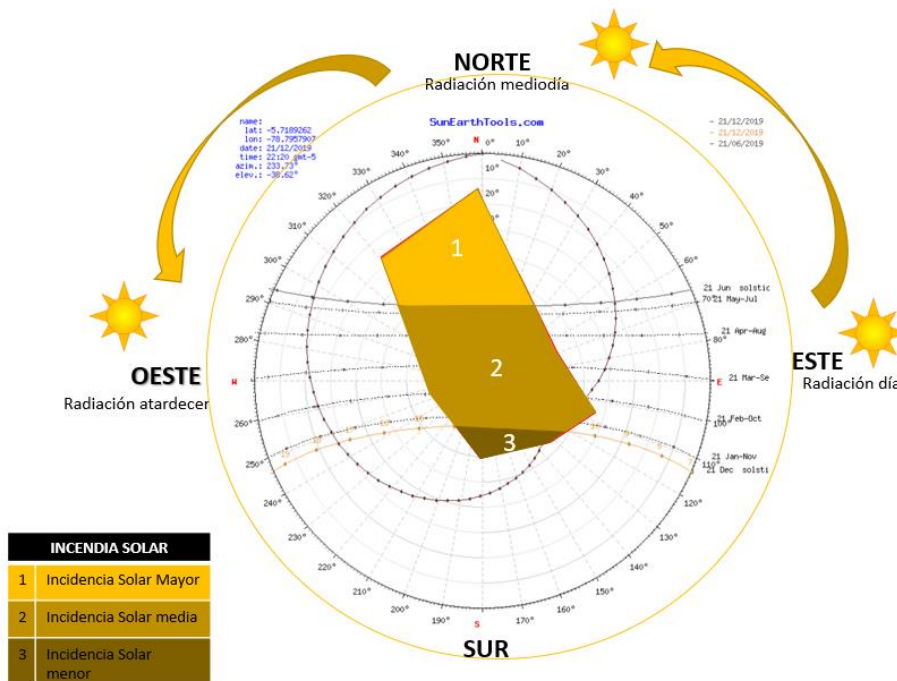 NORTE
Radiación mediodía
name:
lat: -5.7189262
lon: -78.7957907
date: 21/12/2019
time: 22:20 gmt-5
azim.: 233.73°
elev.: -38.62°
SunEarthTools.com
- 21/12/2019
- 21/12/2019
- 21/06/2019
N
0°
10°
20°
30°
40°
50°
60°
70°
80°
100°
110°
120°
130°
140°
150°
160°
170°
190°
200°
210°
220°
230°
240°
250°
260°
280°
290°
300°
310°
320°
330°
340°
350°
10°
20°
1
2
3
21 Jun solstic
21 May-Jul
21 Apr-Aug
21 Mar-Se
21 Feb-Oct
21 Jan-Nov
21 Dec solsti
W
E
S
OESTE
Radiación atardecer
ESTE
Radiación día
SUR
INCENDIA SOLAR
1 Incidencia Solar Mayor
2 Incidencia Solar media
3 Incidencia Solar
menor